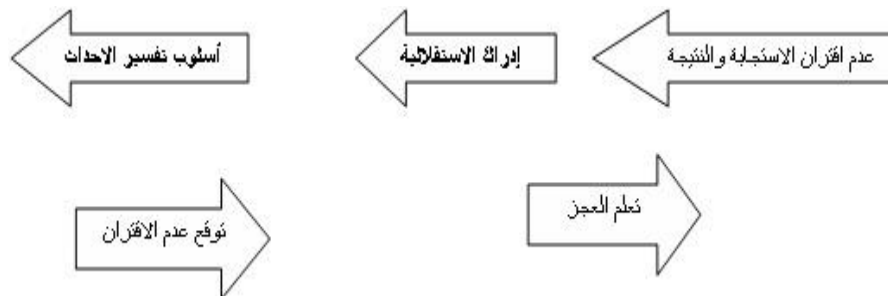 عدم اقتران الاستجابة والنتيجة
إدراك الاستقلالية
أسلوب تفسير الاحداث
توقع عدم الاقتران
تعلم العجز